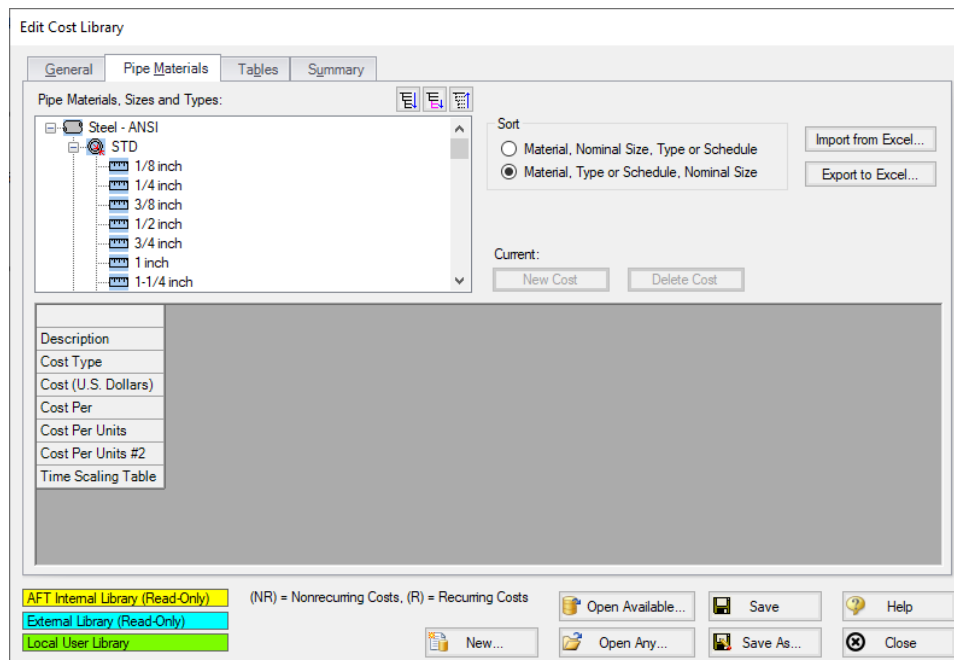 Edit Cost Library
General Pipe Materials Tables Summary
Pipe Materials, Sizes and Types:
Steel - ANSI
STD
1/8 inch
1/4 inch
3/8 inch
1/2 inch
3/4 inch
1 inch
1-1/4 inch
Sort
Material, Nominal Size, Type or Schedule
Material, Type or Schedule, Nominal Size
Import from Excel...
Export to Excel...
Current:
New Cost Delete Cost
Description
Cost Type
Cost (U.S. Dollars)
Cost Per
Cost Per Units
Cost Per Units #2
Time Scaling Table
AFT Internal Library (Read-Only)
External Library (Read-Only)
Local User Library
(NR) = Nonrecurring Costs, (R) = Recurring Costs
Open Available... Save Help
New... Open Any... Save As... Close